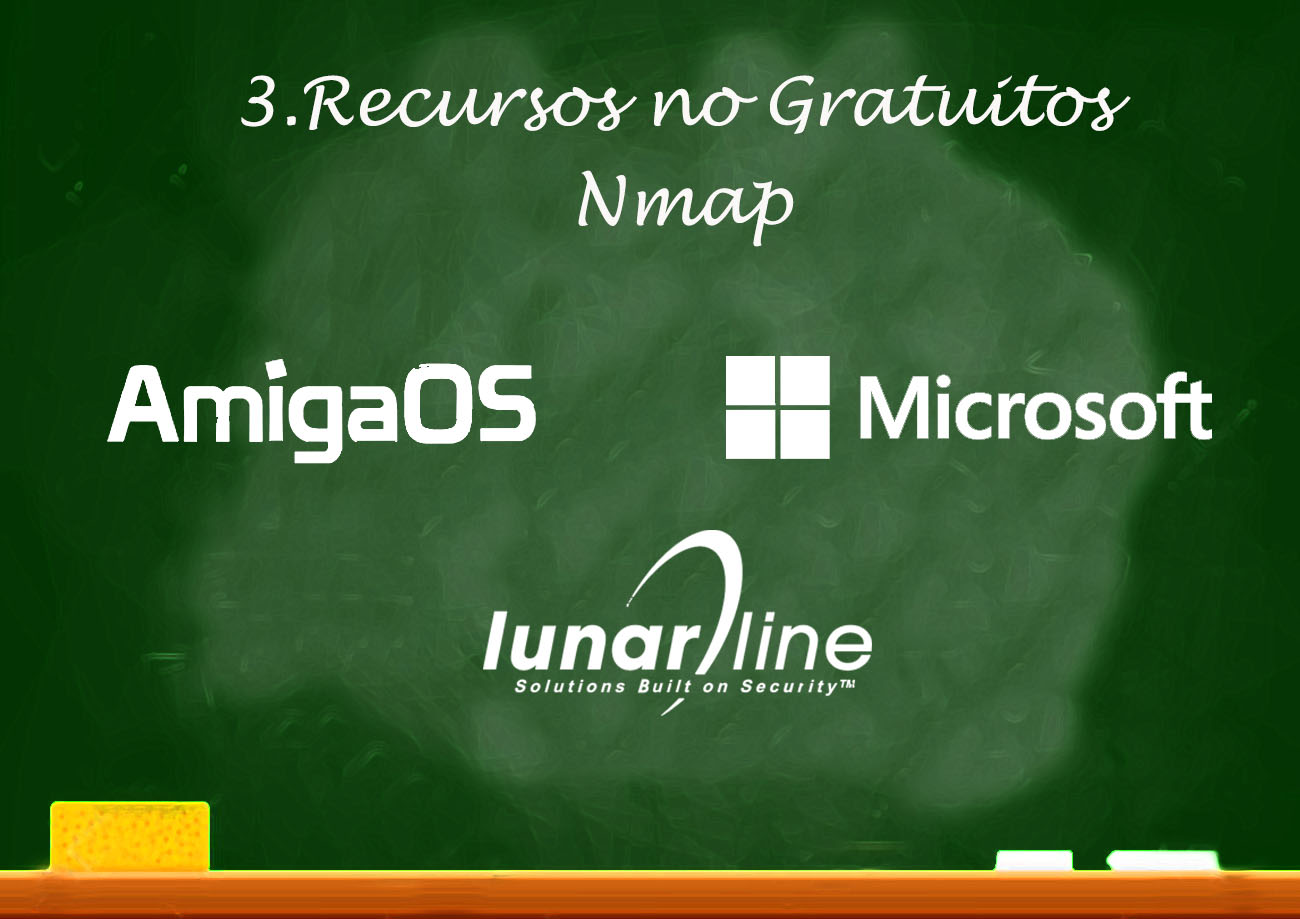 3.Recursos no Gratuitos
Nmap
AmigaOS
Microsoft
lunarline
Solutions Built on Security™